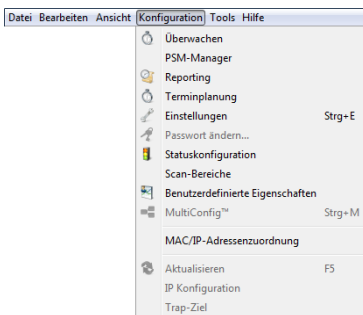 Datei Bearbeiten Ansicht Konfiguration Tools Hilfe
Überwachen
PSM-Manager
Reporting
Terminplanung
Einstellungen Strg+E
Passwort ändern...
Statuskonfiguration
Scan-Bereiche
Benutzerdefinierte Eigenschaften
MultiConfig™ Strg+M
MAC/IP-Adressenzuordnung
Aktualisieren F5
IP Konfiguration
Trap-Ziel